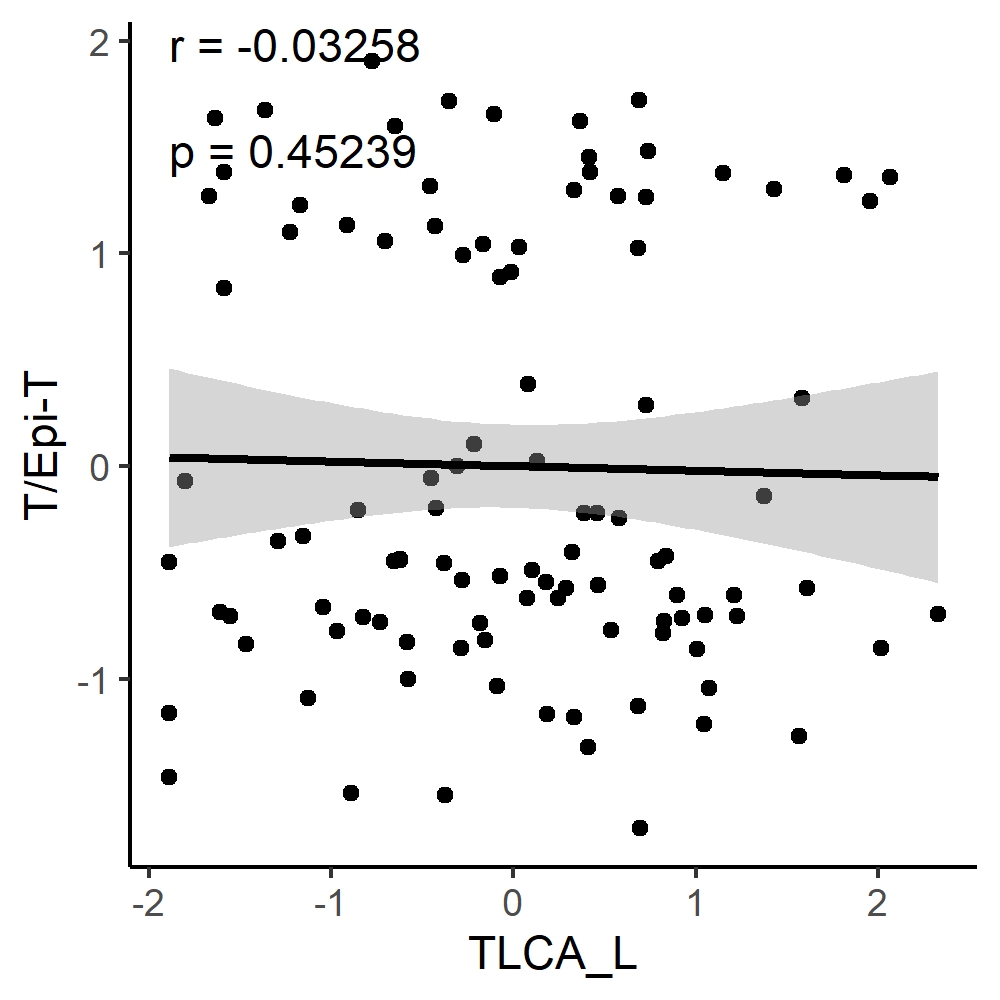 r = -0.03258
p = 0.45239
2
1
0
-1
T/Epi-T
-2 -1 0 1 2
TLCA_L